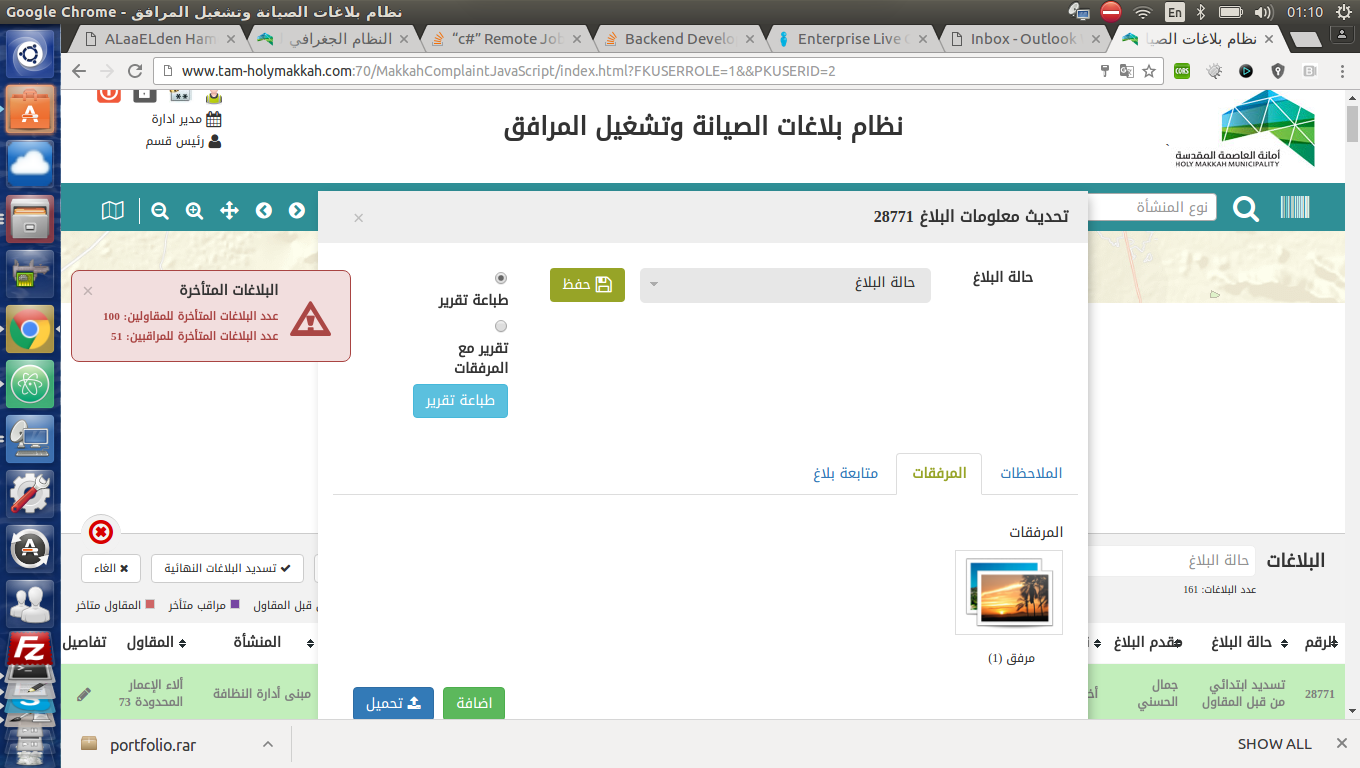 Google Chrome - نظام بلاغات الصيانة وتشغيل المرافق
En
01:10
ALaaELden Ham
النظام الجغرافي
“c#” Remote Job
Backend Develo
Enterprise Live
Inbox - Outlook
نظام بلاغات الصيا
www.tam-holymakkah.com:70/MakkahComplaintJavaScript/index.html?FKUSERROLE=1&&PKUSERID=2
CORS
مدير ادارة
رئيس قسم
نظام بلاغات الصيانة وتشغيل المرافق
أمانة العاصمة المقدسة
HOLY MAKKAH MUNICIPALITY
نوع المنشأة
تحديث معلومات البلاغ 28771
حالة البلاغ
حالة البلاغ
حفظ
طباعة تقرير
تقرير مع
المرفقات
طباعة تقرير
البلاغات المتأخرة
عدد البلاغات المتأخرة للمقاولين: 100
عدد البلاغات المتأخرة للمراقبين: 51
الملاحظات
المرفقات
متابعة بلاغ
المرفقات
مرفق (1)
اضافة
تحميل
البلاغات
حالة البلاغ
عدد البلاغات: 161
تسديد البلاغات النهائية
الغاء
قبل المقاول
مراقب متأخر
المقاول متاخر
الرقم
حالة البلاغ
مقدم البلاغ
المنشأة
المقاول
تفاصيل
28771
تسديد ابتدائي
من قبل المقاول
جمال
الحسني
مبنى أدارة النظافة
ألاء الإعمار
المحدودة 73
portfolio.rar
SHOW ALL